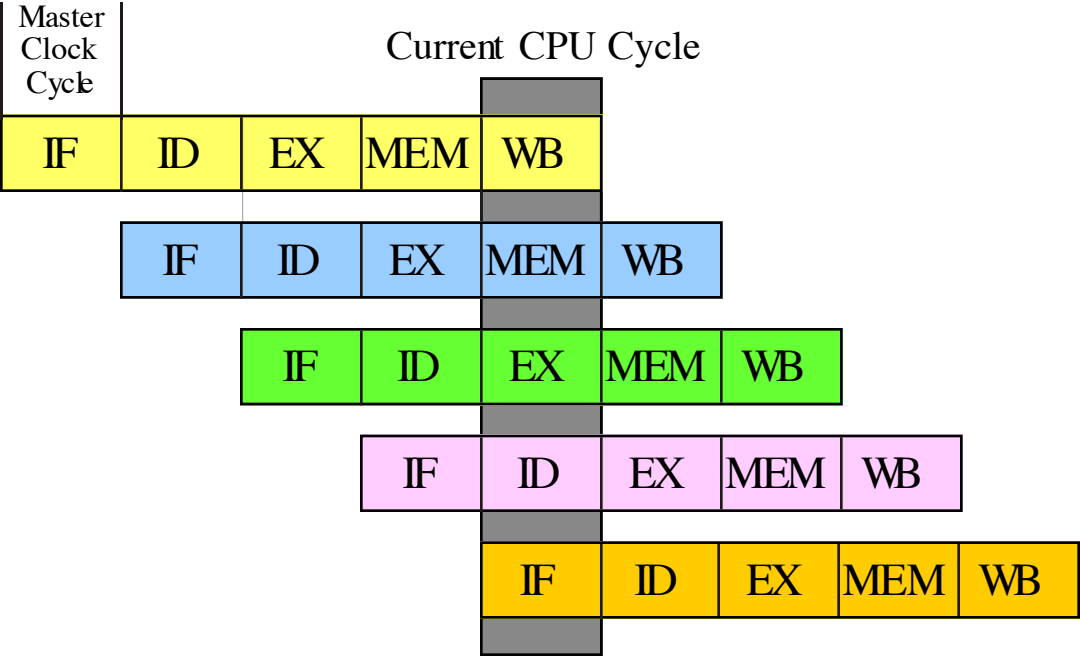 Master
Clock
Cycle
Current CPU Cycle
IF ID EX MEM WB
IF ID EX MEM WB
IF ID EX MEM WB
IF ID EX MEM WB
IF ID EX MEM WB